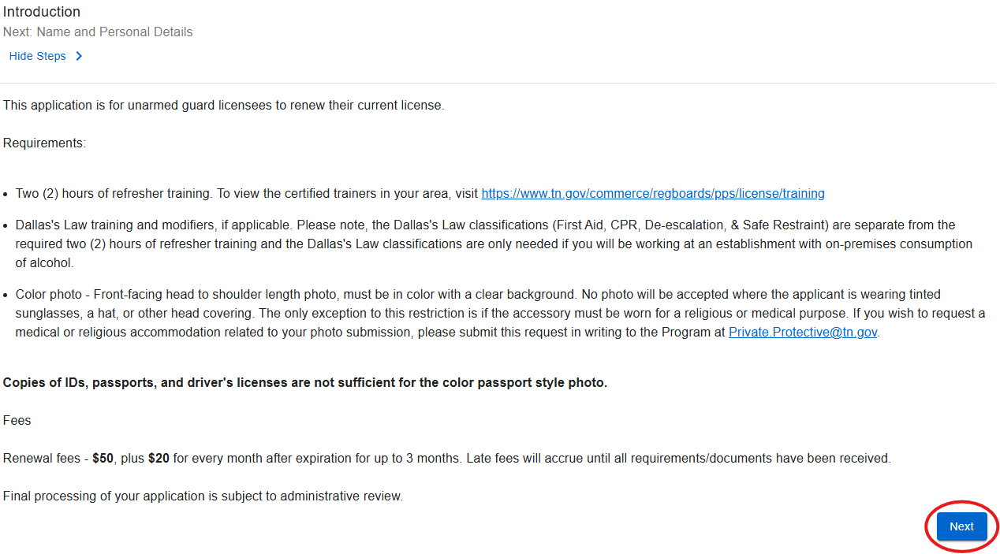 Introduction
Next: Name and Personal Details
Hide Steps
This application is for unarmed guard licensees to renew their current license.
Requirements:
Two (2) hours of refresher training. To view the certified trainers in your area, visit https://www.tn.gov/commerce/regboards/pps/license/training
Dallas's Law training and modifiers, if applicable. Please note, the Dallas's Law classifications (First Aid, CPR, De-escalation, & Safe Restraint) are separate from the
required two (2) hours of refresher training and the Dallas's Law classifications are only needed if you will be working at an establishment with on-premises consumption
of alcohol.
Color photo - Front-facing head to shoulder length photo, must be in color with a clear background. No photo will be accepted where the applicant is wearing tinted
sunglasses, a hat, or other head covering. The only exception to this restriction is if the accessory must be worn for a religious or medical purpose. If you wish to request a
medical or religious accommodation related to your photo submission, please submit this request in writing to the Program at Private.Protective@tn.gov.
Copies of IDs, passports, and driver's licenses are not sufficient for the color passport style photo.
Fees
Renewal fees - $50, plus $20 for every month after expiration for up to 3 months. Late fees will accrue until all requirements/documents have been received.
Final processing of your application is subject to administrative review.
Next